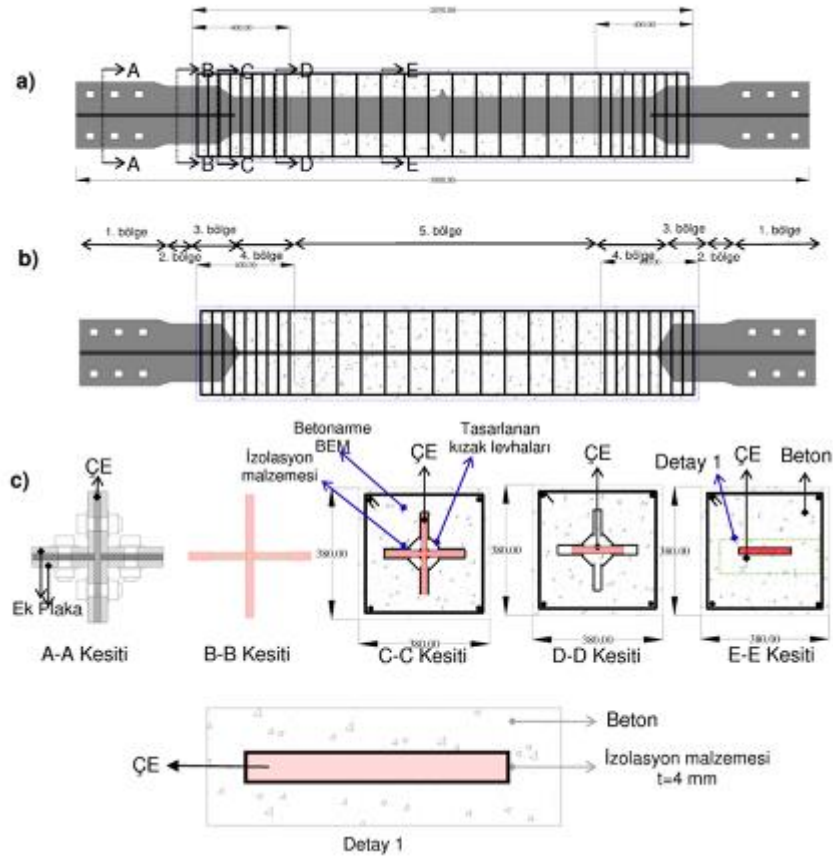 a)
400,00
A B C D E
A B C D E
b)
1. bölge
2. bölge
3. bölge
4. bölge
5. bölge
4. bölge
3. bölge
2. bölge
1. bölge
c)
ÇE
Ek Plaka
A-A Kesiti
B-B Kesiti
Betonarme
BEM
İzolasyon
malzemesi
ÇE
Tasarlanan
kızak levhaları
380,00
380,00
C-C Kesiti
ÇE
380,00
380,00
D-D Kesiti
Detay 1
ÇE
Beton
380,00
E-E Kesiti
ÇE
Beton
İzolasyon malzemesi
t=4 mm
Detay 1